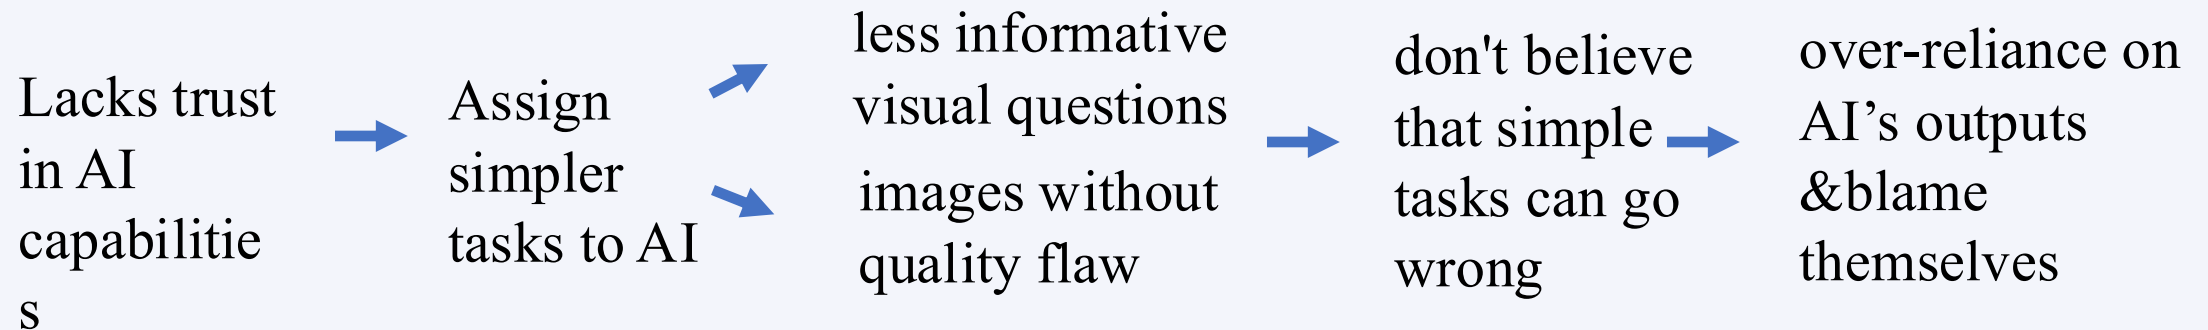 Lacks trust
in AI
capabilitie
s
Assign
simpler
tasks to AI
less informative
visual questions
images without
quality flaw
don't believe
that simple
tasks can go
wrong
over-reliance on
AI’s outputs
&blame
themselves